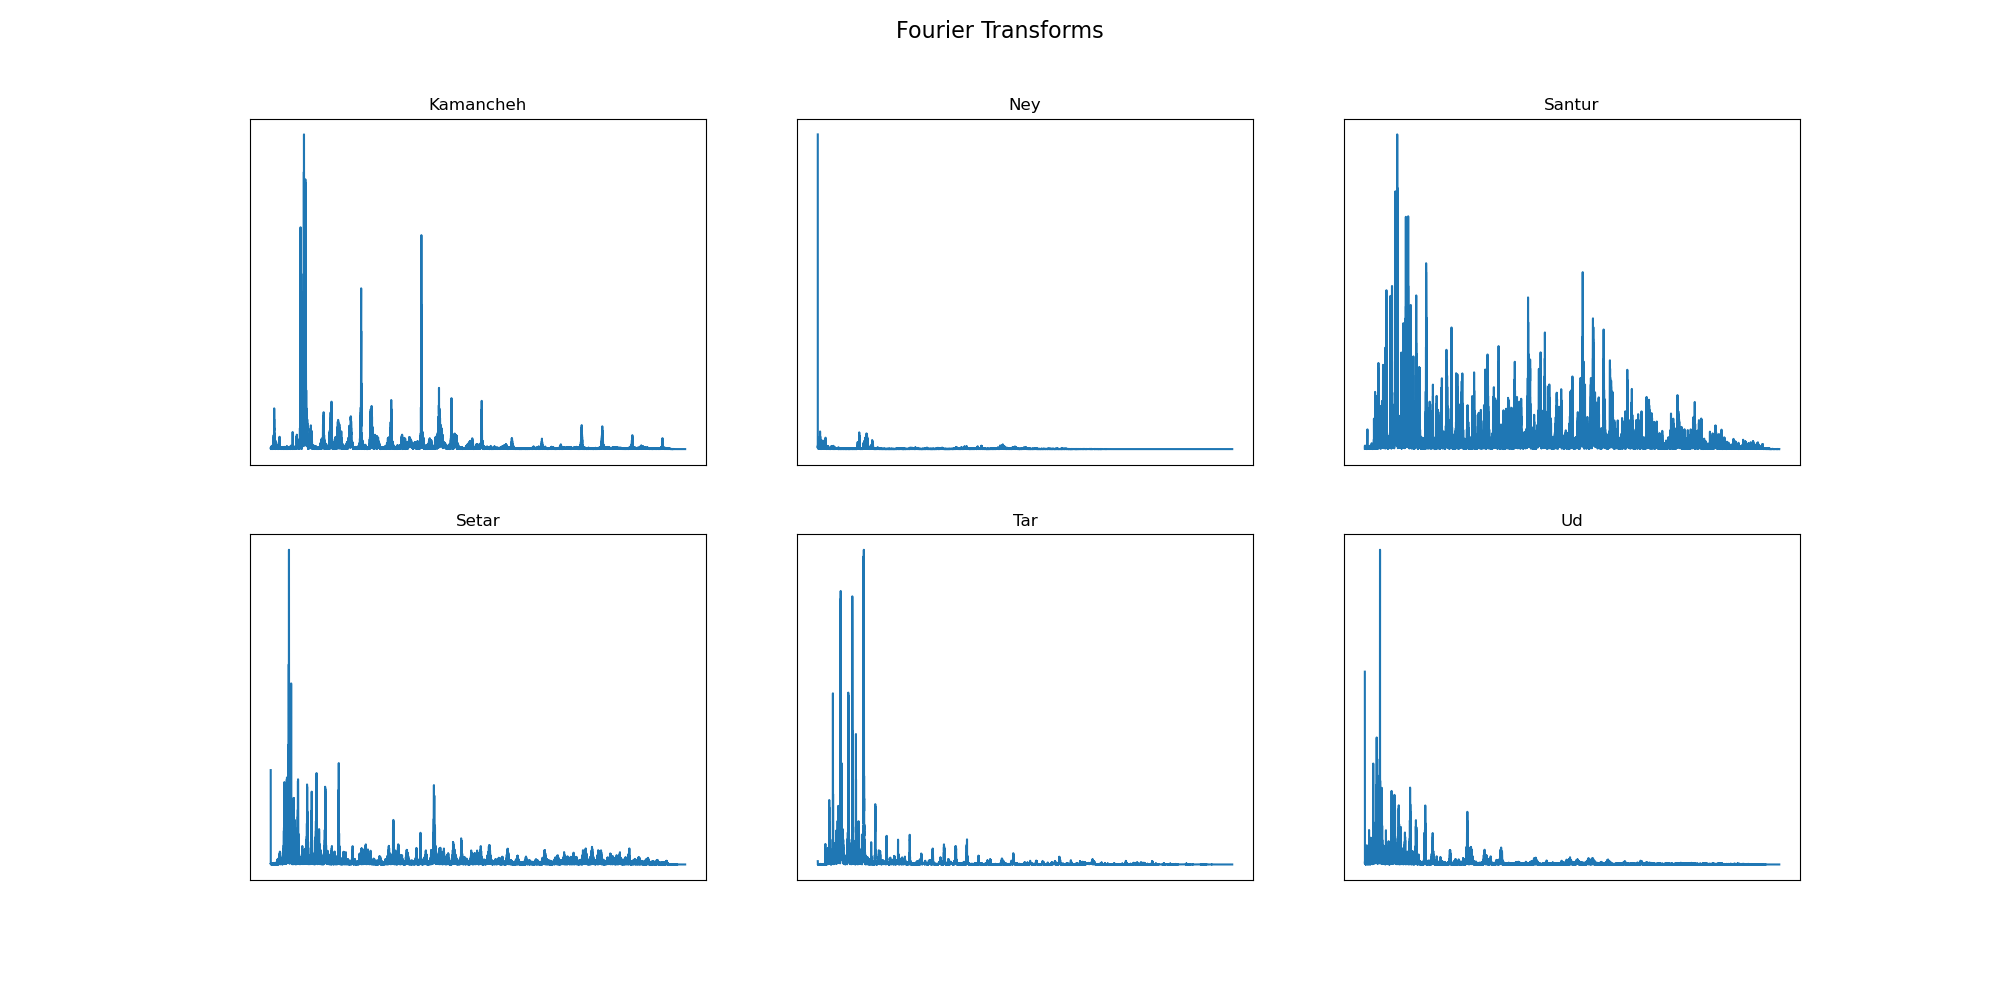 Fourier Transforms
Kamancheh
Ney
Santur
Setar
Tar
Ud